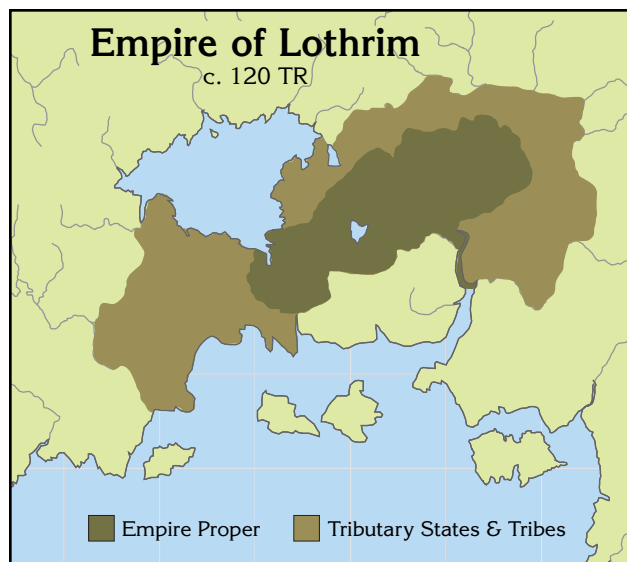 Empire of Lothrim
c. 120 TR
Empire Proper
Tributary States & Tribes